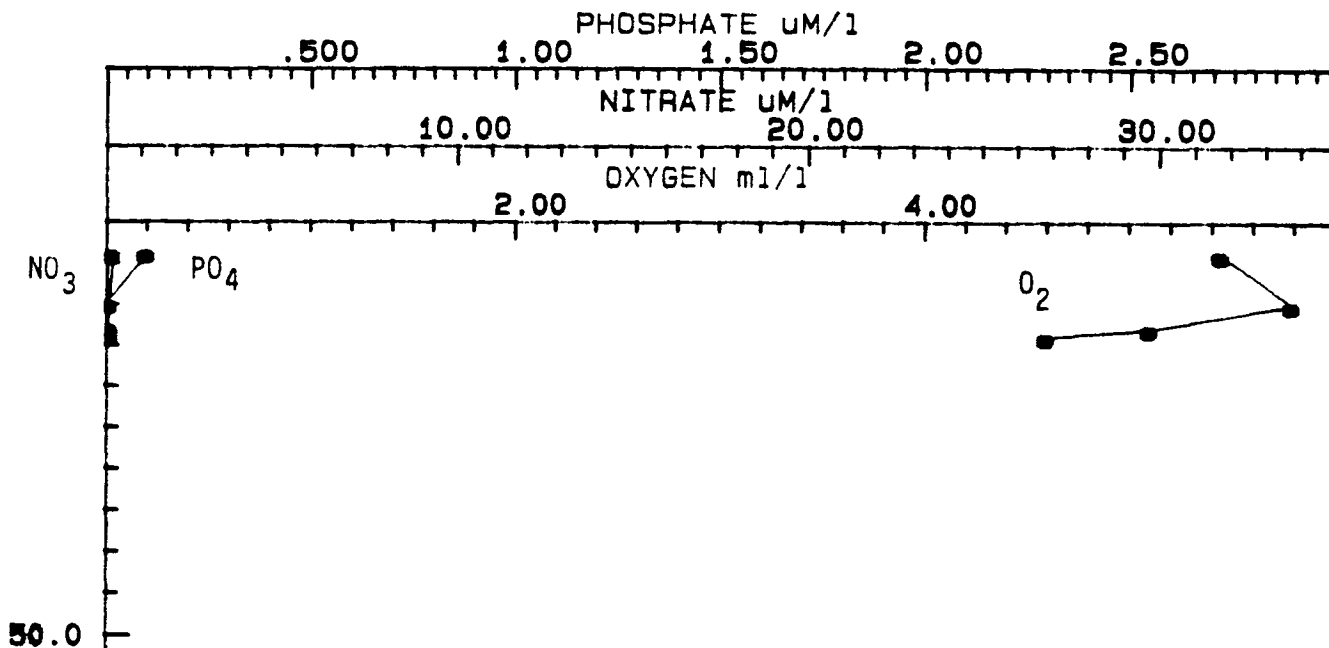 PHOSPHATE uM/l
.500 1.00 1.50 2.00 2.50
NITRATE uM/l
10.00 20.00 30.00
OXYGEN ml/l
2.00 4.00
NO3 PO4 O2
50.0